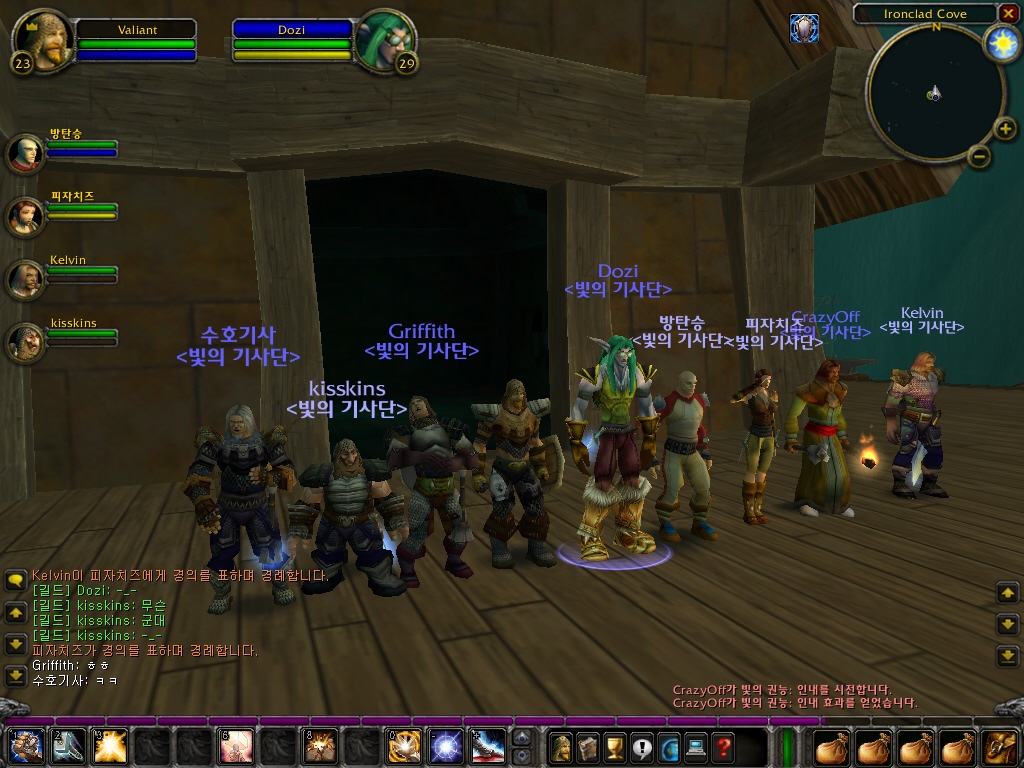 Valiant
23
Dozi
29
Ironclad Cove
N
방탄승
피자치즈
Kelvin
kisskins
Dozi
<빛의 기사단>
수호기사
<빛의 기사단>
Griffith
<빛의 기사단>
kisskins
<빛의 기사단>
방탄승
<빛의 기사단>
피자치즈
<빛의 기사단>
CrazyOff
<빛의 기사단>
Kelvin
<빛의 기사단>
Kelvin이 피자치즈에게 경의를 표하며 경례합니다.
[길드] Dozi: -_-
[길드] kisskins: 무슨
[길드] kisskins: 군대
[길드] kisskins: -_-
피자치즈가 경의를 표하며 경례합니다.
Griffith: ㅎㅎ
수호기사: ㅋㅋ
CrazyOff가 빛의 권능: 인내를 시전합니다.
CrazyOff가 빛의 권능: 인내 효과를 얻었습니다.